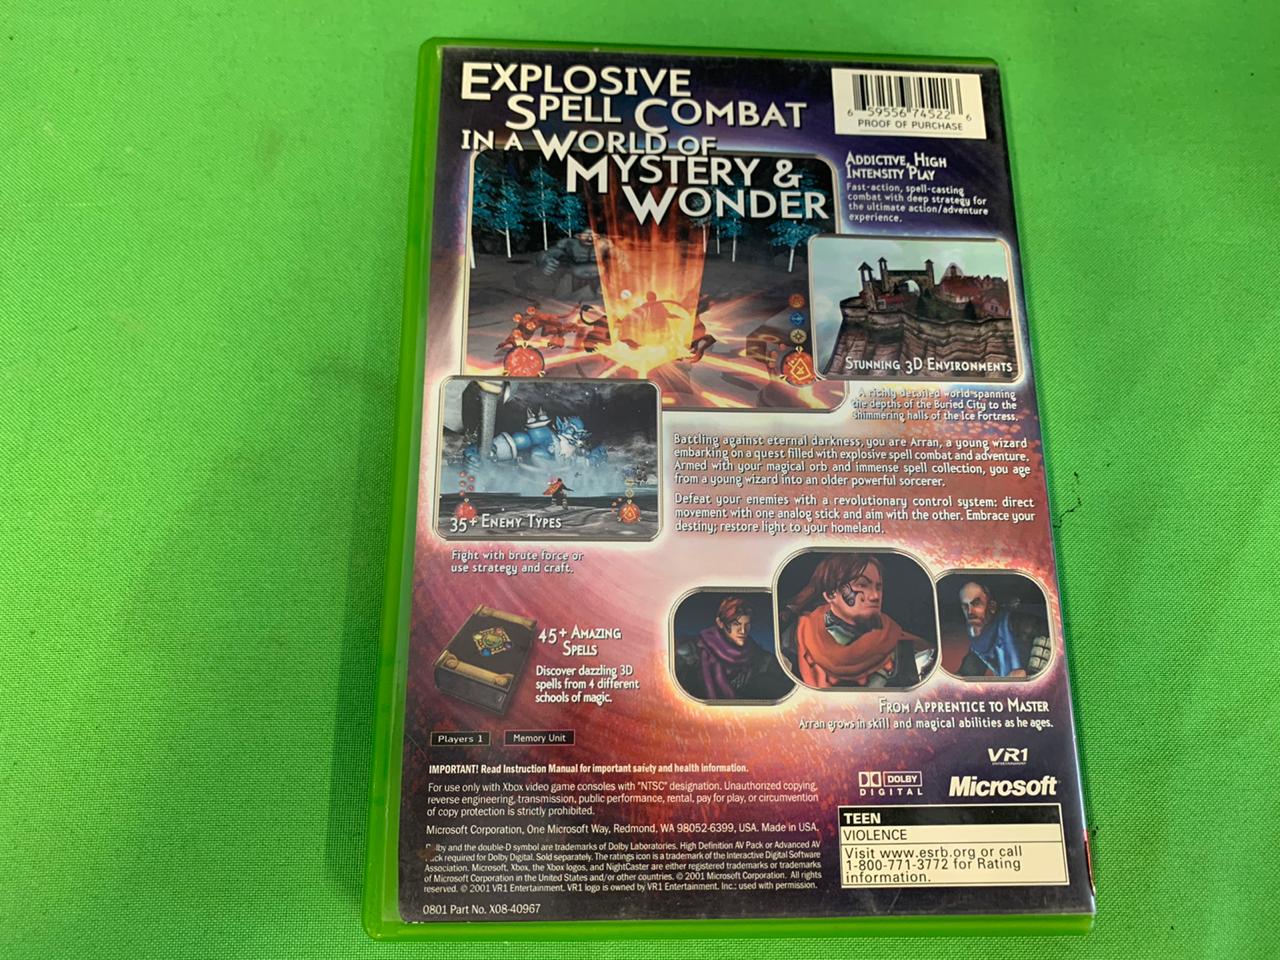 EXPLOSIVE
SPELL COMBAT
IN A WORLD OF
MYSTERY &
WONDER
6 59556 74522 6
PROOF OF PURCHASE
ADDICTIVE, HIGH
INTENSITY PLAY
Fast-action, spell-casting
combat with deep strategy for
the ultimate action/adventure
experience.
STUNNING 3D ENVIRONMENTS
A richly detailed world spanning
the depths of the Buried City to the
shimmering halls of the Ice Fortress.
35+ ENEMY TYPES
Fight with brute force or
use strategy and craft.
Battling against eternal darkness, you are Arran, a young wizard
embarking on a quest filled with explosive spell combat and adventure.
Armed with your magical orb and immense spell collection, you age
from a young wizard into an older powerful sorcerer.
Defeat your enemies with a revolutionary control system: direct
movement with one analog stick and aim with the other. Embrace your
destiny; restore light to your homeland.
45+ AMAZING
SPELLS
Discover dazzling 3D
spells from 4 different
schools of magic.
FROM APPRENTICE TO MASTER
Arran grows in skill and magical abilities as he ages.
Players 1
Memory Unit
IMPORTANT! Read Instruction Manual for important safety and health information.
For use only with Xbox video game consoles with "NTSC" designation. Unauthorized copying,
reverse engineering, transmission, public performance, rental, pay for play, or circumvention
of copy protection is strictly prohibited.
Microsoft Corporation, One Microsoft Way, Redmond, WA 98052-6399, USA. Made in USA.
lby and the double-D symbol are trademarks of Dolby Laboratories. High Definition AV Pack or Advanced AV
ck required for Dolby Digital. Sold separately. The ratings icon is a trademark of the Interactive Digital Software
Association. Microsoft, Xbox, the Xbox logos, and NightCaster are either registered trademarks or trademarks
of Microsoft Corporation in the United States and/or other countries. © 2001 Microsoft Corporation. All rights
reserved. © 2001 VR1 Entertainment. VR1 logo is owned by VR1 Entertainment, Inc.; used with permission.
0801 Part No. X08-40967
VR1
ENTERTAINMENT
DOLBY
DIGITAL
Microsoft
TEEN
VIOLENCE
Visit www.esrb.org or call
1-800-771-3772 for Rating
information.